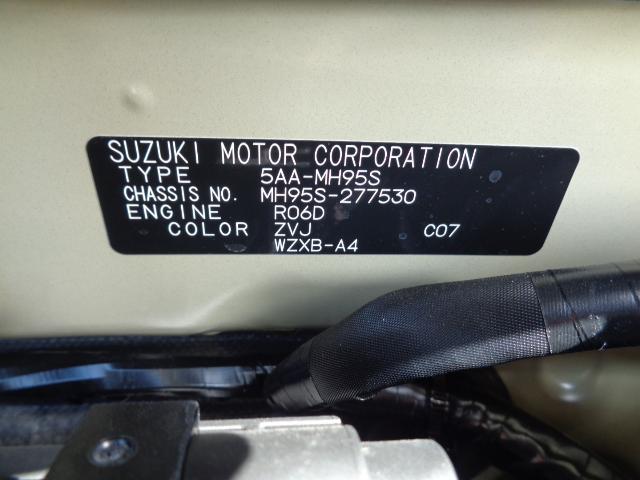 SUZUKI MOTOR CORPORATION
TYPE 5AA-MH95S
CHASSIS NO. MH95S-277530
ENGINE R06D
COLOR ZVJ C07
WZXB-A4